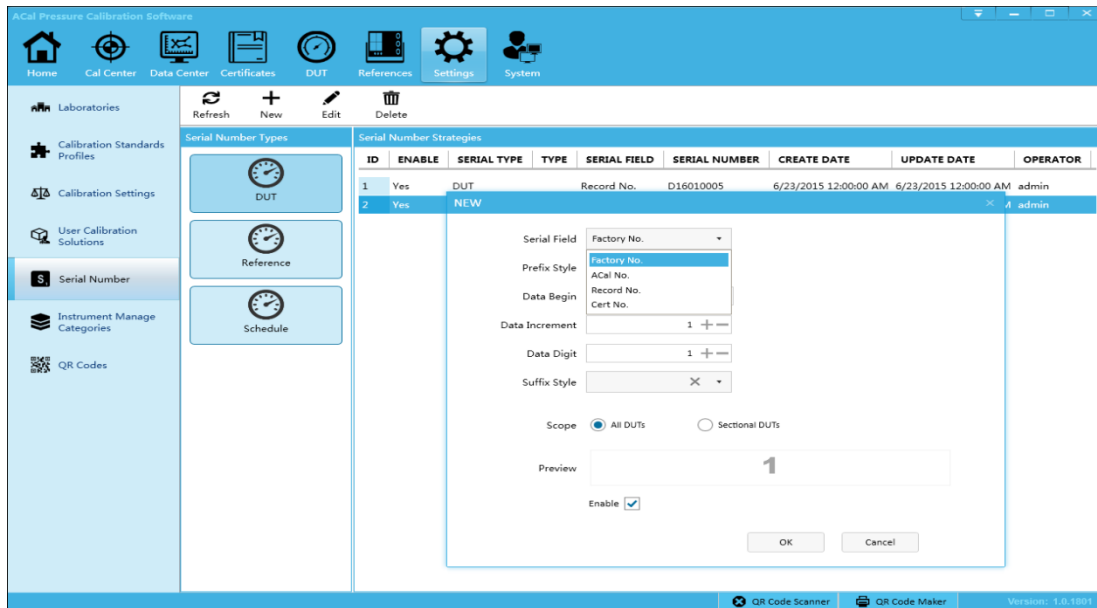 ACal Pressure Calibration Software
Home Cal Center Data Center Certificates DUT References Settings System
Laboratories
Calibration Standards
Profiles
Calibration Settings
User Calibration
Solutions
Serial Number
Instrument Manage
Categories
QR Codes
Refresh New Edit Delete
Serial Number Types
DUT
Reference
Schedule
Serial Number Strategies
ID ENABLE SERIAL TYPE TYPE SERIAL FIELD SERIAL NUMBER CREATE DATE UPDATE DATE OPERATOR
1 Yes DUT Record No. D16010005 6/23/2015 12:00:00 AM 6/23/2015 12:00:00 AM admin
2 Yes M admin
NEW
Serial Field Factory No.
Factory No.
ACal No.
Record No.
Cert No.
Prefix Style
Data Begin
Data Increment 1
Data Digit 1
Suffix Style
Scope All DUTs Sectional DUTs
Preview 1
Enable
OK Cancel
QR Code Scanner QR Code Maker Version: 1.0.1801